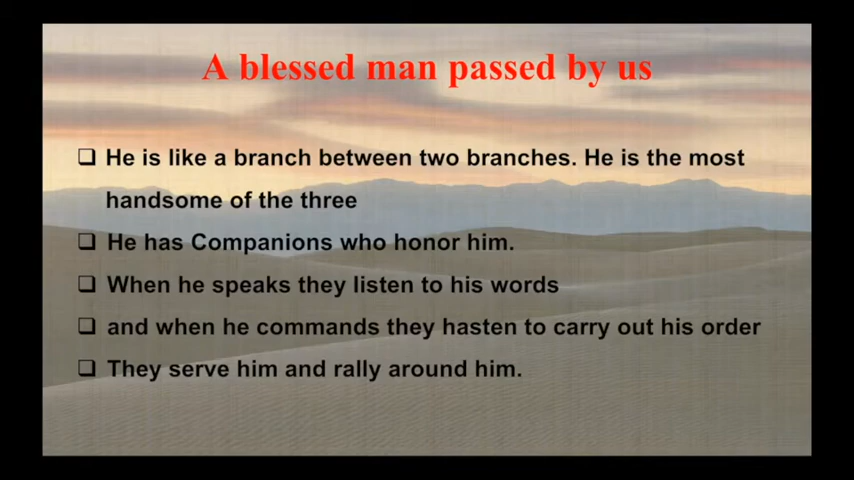 A blessed man passed by us
❑ He is like a branch between two branches. He is the most
handsome of the three
❑ He has Companions who honor him.
❑ When he speaks they listen to his words
❑ and when he commands they hasten to carry out his order
❑ They serve him and rally around him.